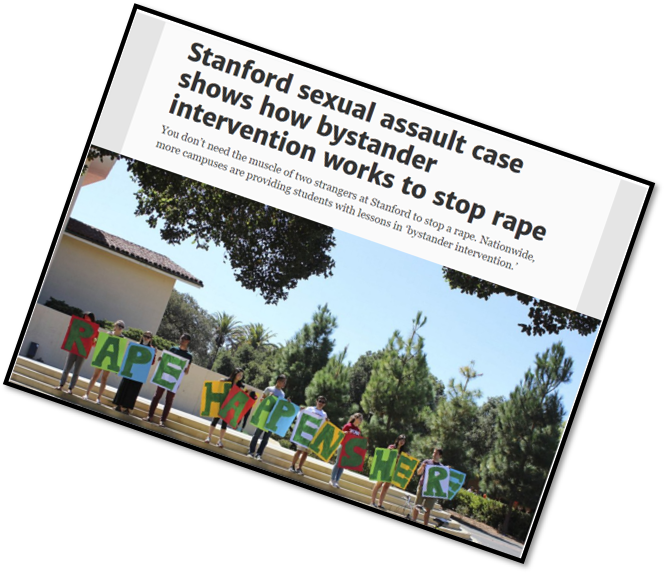 Stanford sexual assault case
shows how bystander
intervention works to stop rape
You don't need the muscle of two strangers at Stanford to stop a rape. Nationwide,
more campuses are providing students with lessons in 'bystander intervention.'
RAPE HAPPENS HERE